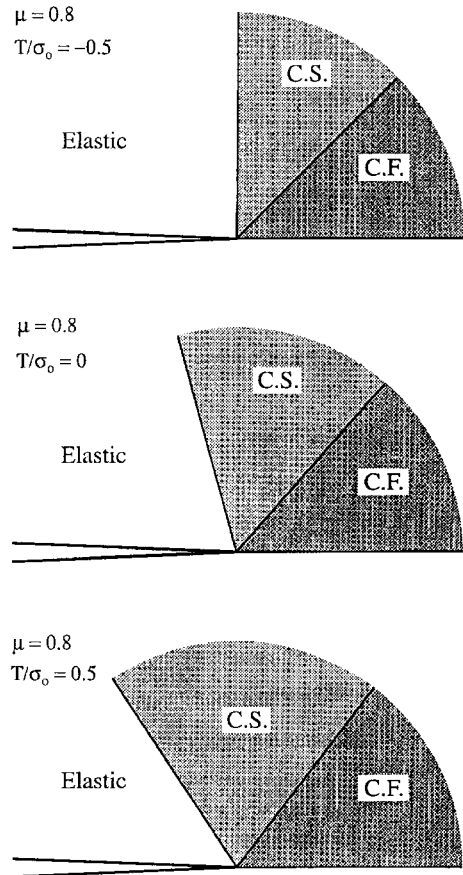 μ = 0.8
T/σₒ = −0.5
C.S.
Elastic
C.F.
μ = 0.8
T/σₒ = 0
C.S.
Elastic
C.F.
μ = 0.8
T/σₒ = 0.5
C.S.
Elastic
C.F.